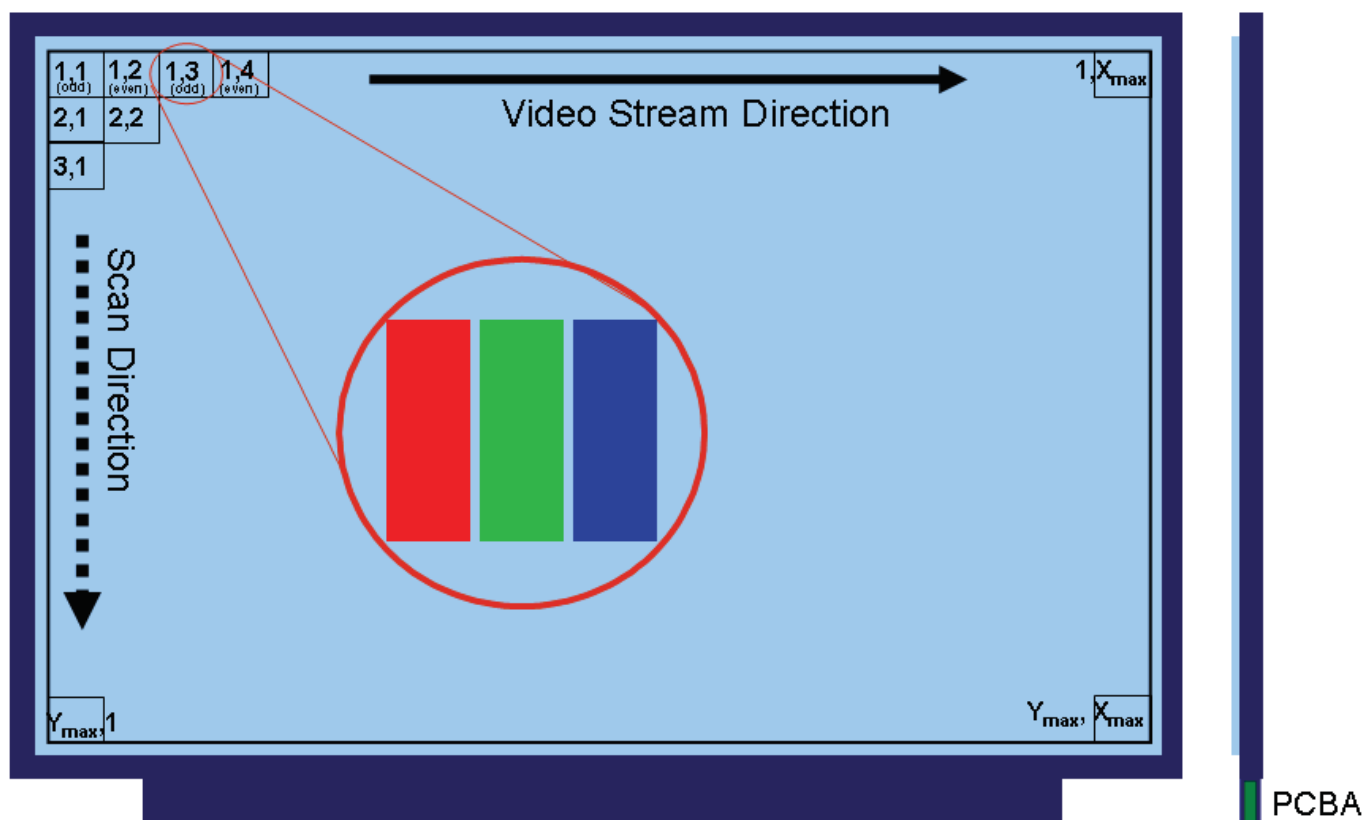 1,1 1,2 1,3 1,4 1,Xmax
(odd) (even) (odd) (even)
Video Stream Direction
2,1 2,2
3,1
Scan Direction
Ymax,1 Ymax, Xmax
PCBA